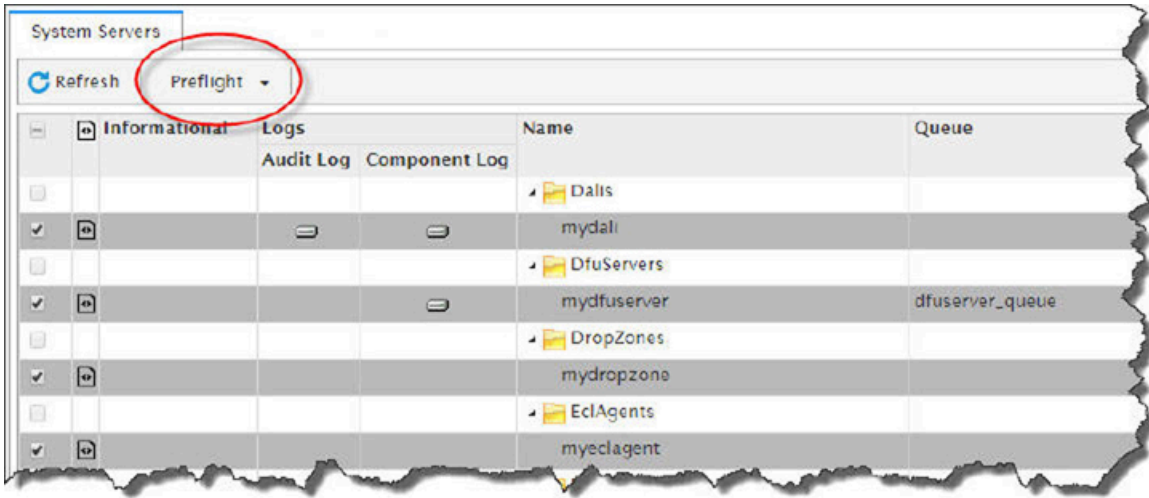 System Servers
Refresh Preflight
Informational Logs Name Queue
Audit Log Component Log
Dalis
mydali
DfuServers
mydfuserver dfuserver_queue
DropZones
mydropzone
EclAgents
myeclagent